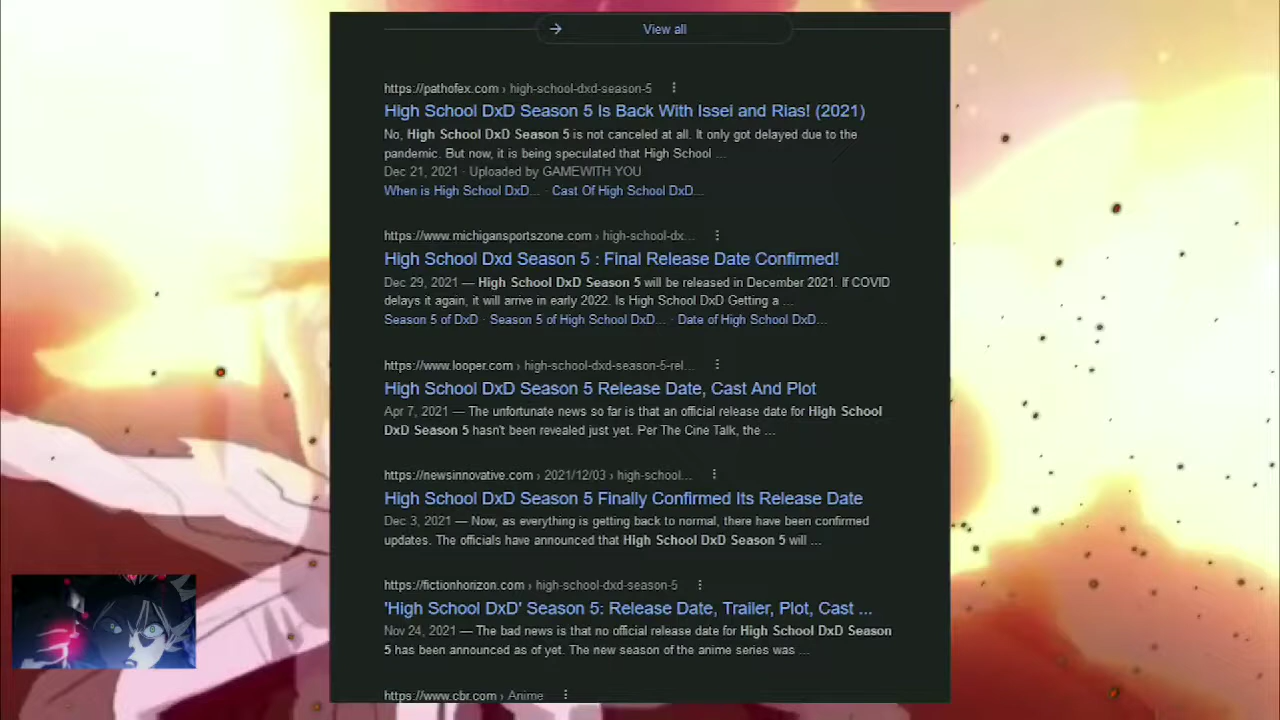 View all
https://pathofex.com › high-school-dxd-season-5
High School DxD Season 5 Is Back With Issei and Rias! (2021)
No, High School DxD Season 5 is not canceled at all. It only got delayed due to the
pandemic. But now, it is being speculated that High School ...
Dec 21, 2021 · Uploaded by GAMEWITH YOU
When is High School DxD... · Cast Of High School DxD...
https://www.michigansportszone.com › high-school-dx...
High School Dxd Season 5 : Final Release Date Confirmed!
Dec 29, 2021 — High School DxD Season 5 will be released in December 2021. If COVID
delays it again, it will arrive in early 2022. Is High School DxD Getting a ...
Season 5 of DxD · Season 5 of High School DxD... · Date of High School DxD...
https://www.looper.com › high-school-dxd-season-5-rel...
High School DxD Season 5 Release Date, Cast And Plot
Apr 7, 2021 — The unfortunate news so far is that an official release date for High School
DxD Season 5 hasn't been revealed just yet. Per The Cine Talk, the ...
https://newsinnovative.com › 2021/12/03 › high-school...
High School DxD Season 5 Finally Confirmed Its Release Date
Dec 3, 2021 — Now, as everything is getting back to normal, there have been confirmed
updates. The officials have announced that High School DxD Season 5 will ...
https://fictionhorizon.com › high-school-dxd-season-5
'High School DxD' Season 5: Release Date, Trailer, Plot, Cast ...
Nov 24, 2021 — The bad news is that no official release date for High School DxD Season
5 has been announced as of yet. The new season of the anime series was ...
https://www.cbr.com › Anime